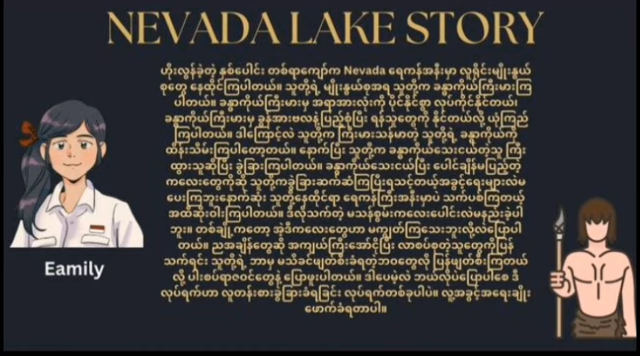 NEVADA LAKE STORY
ဟိုးလွန်ခဲ့တဲ့ နှစ်ပေါင်း တစ်ရာကျော်က Nevada ရေကန်အနီးမှာ လူရိုင်းမျိုးနွယ်
စုတွေ နေထိုင်ကြပါတယ်။ သူတို့ရဲ့ မျိုးနွယ်စုအရ သူတို့က ခန္ဓာကိုယ်ကြီးမားကြ
ပါတယ်။ ခန္ဓာကိုယ်ကြီးမားမှ အရာအားလုံးကို ပိုင်နိုင်စွာ လုပ်ကိုင်နိုင်တယ်၊
ခန္ဓာကိုယ်ကြီးမားမှ စွန့်အားဗလနဲ့ပြည့်စုံပြီး ရန်သူတွေကို နိုင်တယ်လို့ ယုံကြည်
ကြပါတယ်။ ဒါကြောင့်လဲ သူတို့က ကြီးမားသန်မာတဲ့ သူတို့ရဲ့ ခန္ဓာကိုယ်ကို
ထိန်းသိမ်းကြပါတော့တယ်။ နောက်ပြီး သူတို့က ခန္ဓာကိုယ်သေးငယ်တဲ့သူ ကြီး
ထွားသူဆိုပြီး ခွဲခြားကြပါတယ်။ ခန္ဓာကိုယ်သေးငယ်ပြီး ပေါင်ချိန်မပြည့်တဲ့
ကလေးတွေကိုဆို သူတို့ကခွဲခြားဆက်ဆံကြပြီးရသင့်တယ့်အခွင့်ရေးများလဲမ
ပေးကြဘူးနောက်ဆုံး သူတို့နေထိုင်ရာ ရေကန်ကြီးအနီးမှာပဲ သက်ပစ်ကြတယ့်
အထိဆိုးဝါးကြပါတယ်။ ဒီလိုသက်တဲ့ မသန်စွမ်းကလေးပေါင်းလဲမနည်းခဲ့ပါ
ဘူး။ တစ်ချို့ကတော့ အဲ့ဒီကလေးတွေဟာ မကျွတ်ကြသေးဘူးလို့လဲပြောပါ
တယ်။ ညအချိန်တွေဆို အကျယ်ကြီးအော်ငိုပြီး လာစပ်စုတဲ့သူတွေကိုပြန်
သက်ရင်း သူတို့ရဲ့ ဘာမှ မသိခင်ဖျတ်စီးခံရတဲ့ဘဝတွေလို ပြန်ဖျတ်စီးကြတယ်
လို့ ပါးစပ်ရာဇဝင်တွေနဲ့ ပြောဖူးပါတယ်။ ဒါပေမဲ့လဲ ဘယ်လိုပဲပြောပါစေ ဒီ
လုပ်ရက်ဟာ လူတန်းစားခွဲခြားခံရခြင်း လုပ်ရက်တစ်ခုပါပဲ။ လူ့အခွင့်အရေးချိုး
ဖောက်ခံရတာပါ။
Eamily